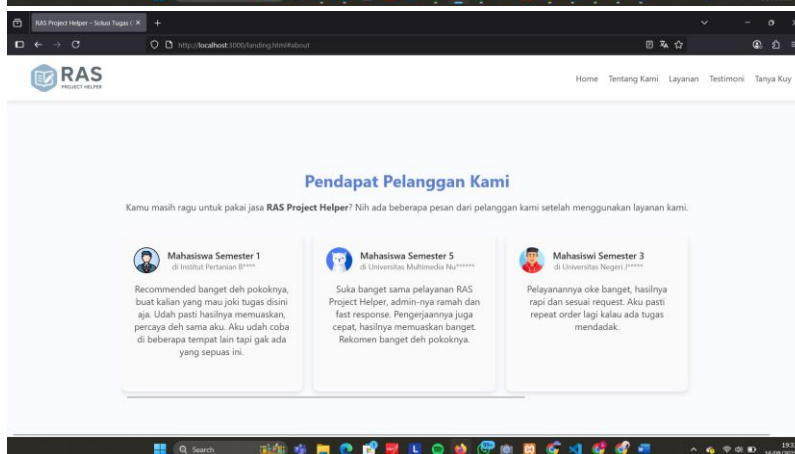 RAS Project Helper – Solusi Tugas (
http://localhost:3000/landing.html#about
RAS
PROJECT HELPER
Home Tentang Kami Layanan Testimoni Tanya Kuy
Pendapat Pelanggan Kami
Kamu masih ragu untuk pakai jasa RAS Project Helper? Nih ada beberapa pesan dari pelanggan kami setelah menggunakan layanan kami.
Mahasiswa Semester 1
di Institut Pertanian B****
Recommended banget deh pokoknya,
buat kalian yang mau joki tugas disini
aja. Udah pasti hasilnya memuaskan,
percaya deh sama aku. Aku udah coba
di beberapa tempat lain tapi gak ada
yang sepuas ini.
Mahasiswa Semester 5
di Universitas Multimedia Nu******
Suka banget sama pelayanan RAS
Project Helper, admin-nya ramah dan
fast response. Pengerjaannya juga
cepat, hasilnya memuaskan banget.
Rekomen banget deh pokoknya.
Mahasiswi Semester 3
di Universitas Negeri J*****
Pelayanannya oke banget, hasilnya
rapi dan sesuai request. Aku pasti
repeat order lagi kalau ada tugas
mendadak.
Search